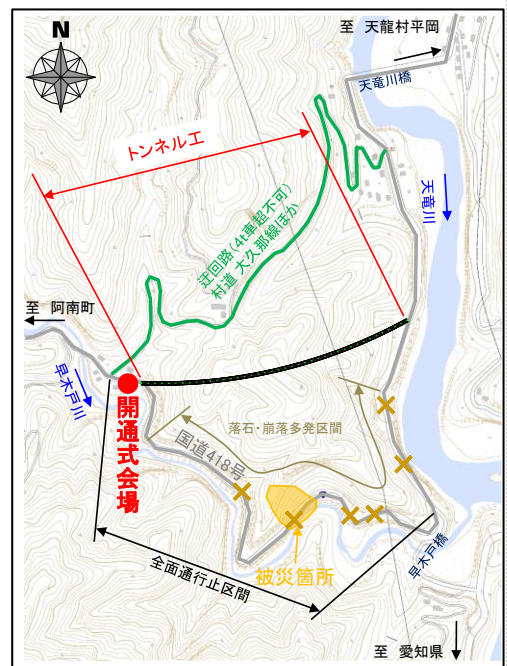 N
至 天龍村平岡
天竜川橋
トンネル工
天竜川
迂回路(4t車超不可)
村道 大久那線ほか
至 阿南町
早木戸川
開通式会場
落石・崩落多発区間
国道418号
被災箇所
全面通行止区間
早木戸橋
至 愛知県